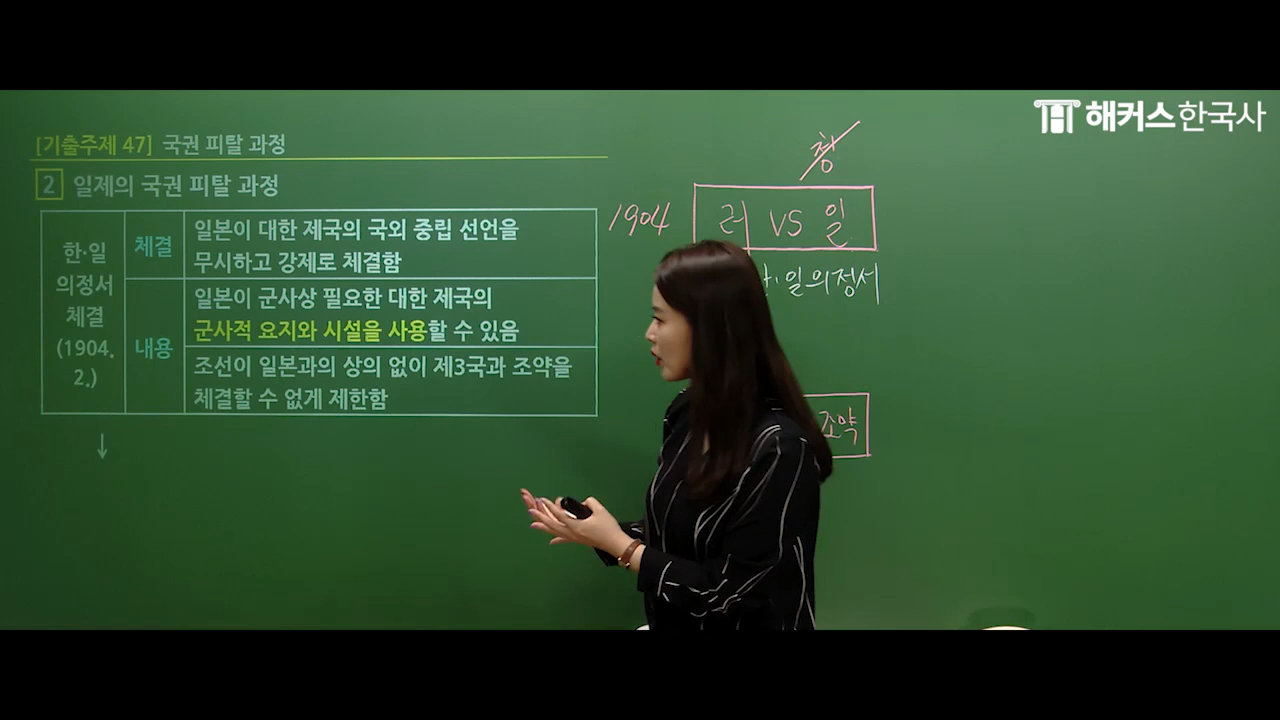 해커스한국사
[기출주제 47] 국권 피탈 과정
2 일제의 국권 피탈 과정
한·일
의정서
체결
(1904.
2.)
체결
일본이 대한 제국의 국외 중립 선언을
무시하고 강제로 체결함
내용
일본이 군사상 필요한 대한 제국의
군사적 요지와 시설을 사용할 수 있음
조선이 일본과의 상의 없이 제3국과 조약을
체결할 수 없게 제한함
↓
청
1904 러 VS 일
·일의정서
조약